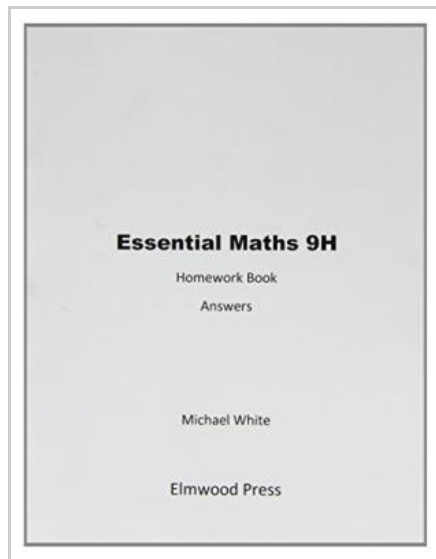 Essential Maths 9H
Homework Book
Answers
Michael White
Elmwood Press